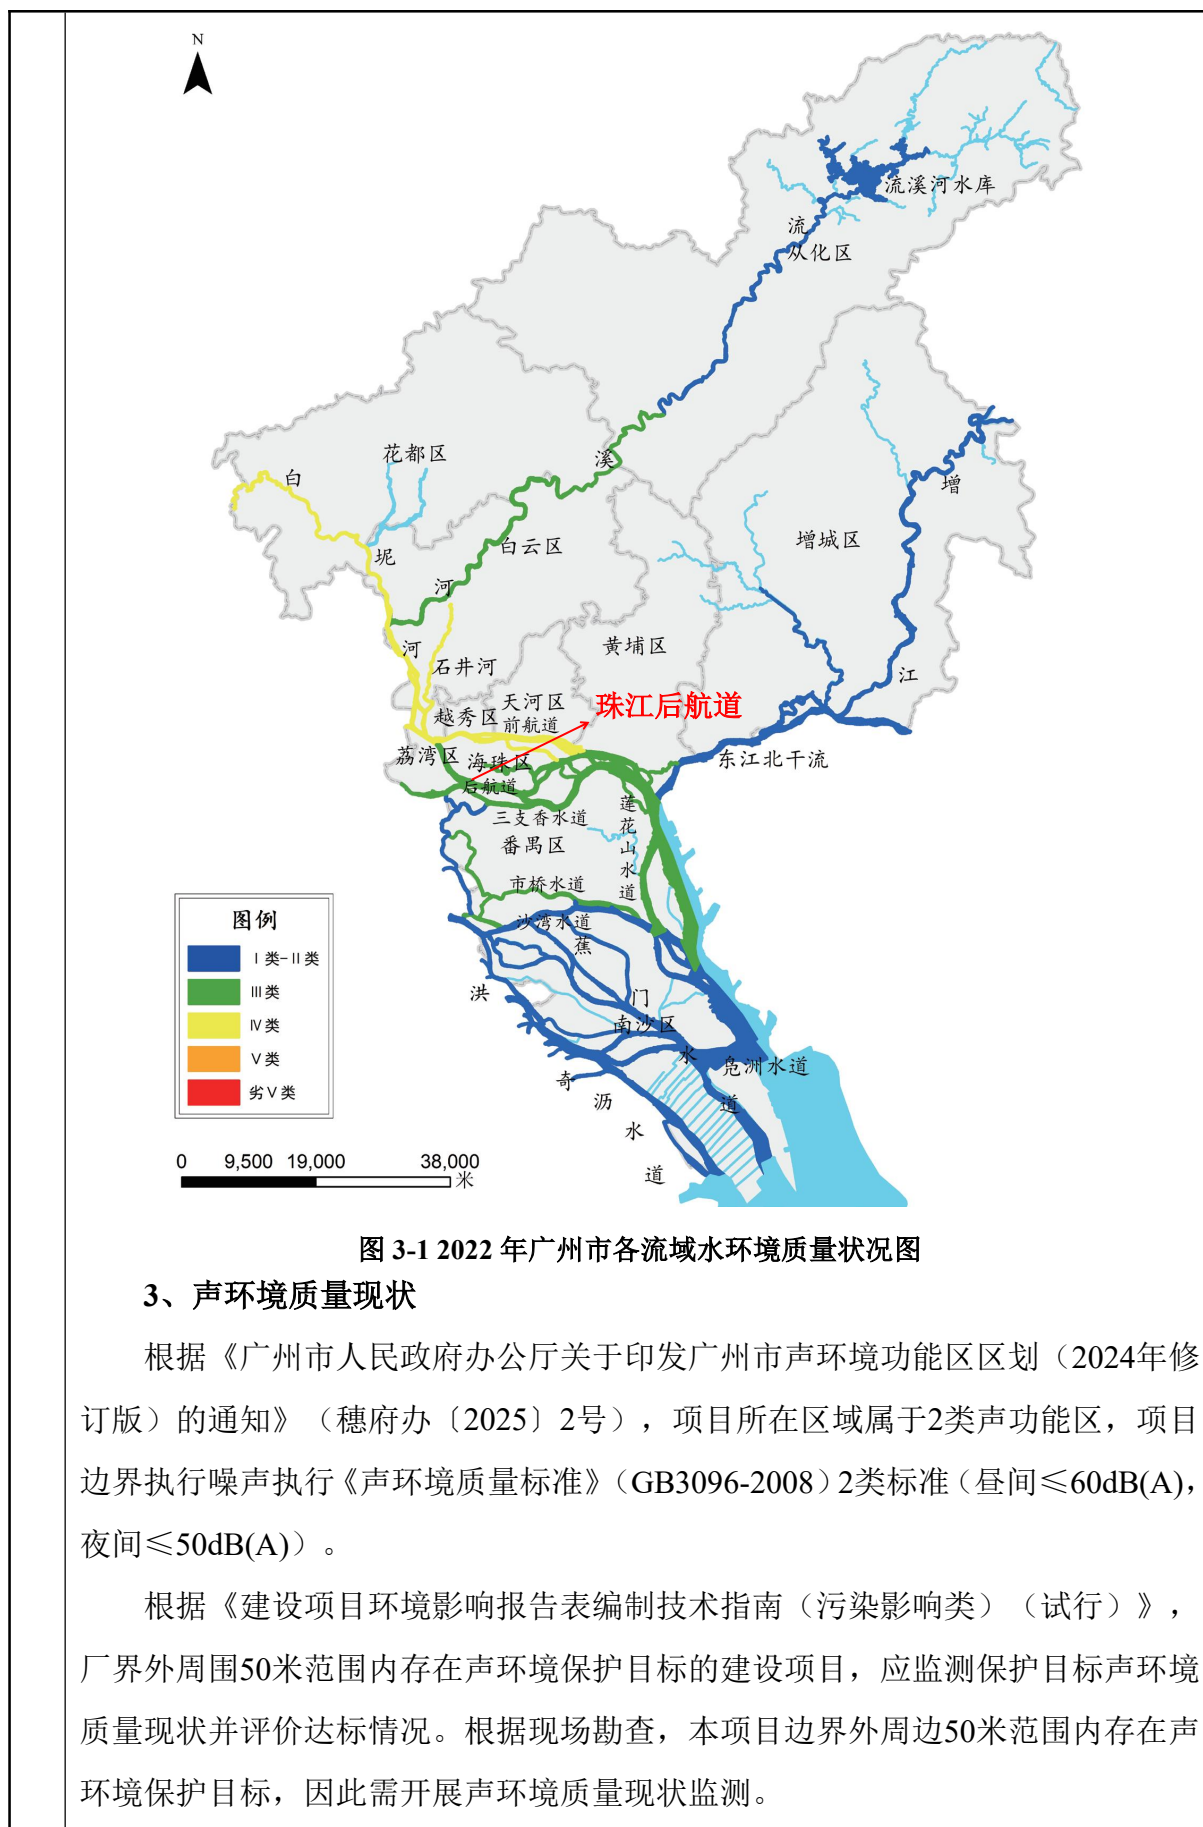 N
流溪河水库
流
从化区
花都区
溪
白
增
增城区
白云区
坭
河
黄埔区
河
石井河
江
天河区
珠江后航道
越秀区
前航道
荔湾区
海珠区
东江北干流
后航道
莲花山水道
三支香水道
番禺区
市桥水道
沙湾水道
蕉
洪
门
南沙区
水
凫洲水道
奇
道
沥
水
道
图例
Ⅰ类-Ⅱ类
Ⅲ类
Ⅳ类
Ⅴ类
劣Ⅴ类
0 9,500 19,000 38,000
米
图 3-1 2022 年广州市各流域水环境质量状况图
3、声环境质量现状
根据《广州市人民政府办公厅关于印发广州市声环境功能区区划（2024年修
订版）的通知》（穗府办〔2025〕2号），项目所在区域属于2类声功能区，项目
边界执行噪声执行《声环境质量标准》（GB3096-2008）2类标准（昼间≤60dB(A)，
夜间≤50dB(A)）。
根据《建设项目环境影响报告表编制技术指南（污染影响类）（试行）》，
厂界外周围50米范围内存在声环境保护目标的建设项目，应监测保护目标声环境
质量现状并评价达标情况。根据现场勘查，本项目边界外周边50米范围内存在声
环境保护目标，因此需开展声环境质量现状监测。